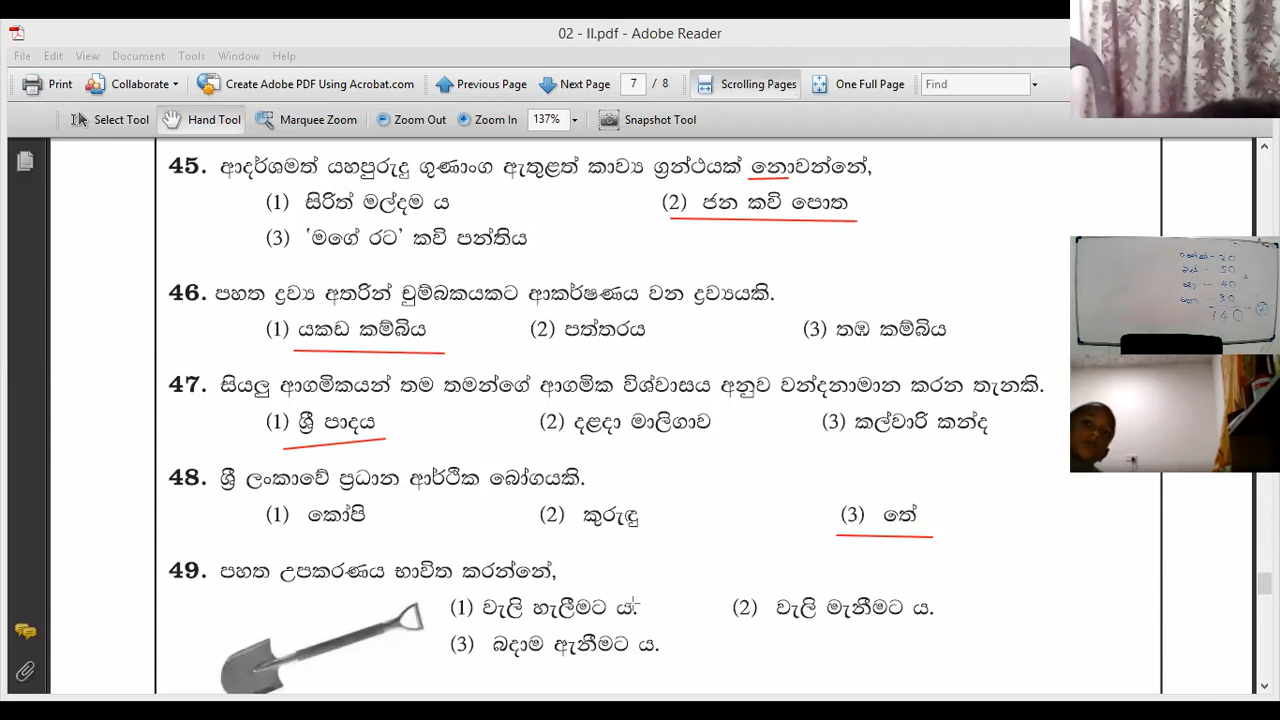 02 - II.pdf - Adobe Reader
File Edit View Document Tools Window Help
Print Collaborate Create Adobe PDF Using Acrobat.com Previous Page Next Page 7 / 8 Scrolling Pages One Full Page Find
Select Tool Hand Tool Marquee Zoom Zoom Out Zoom In 137% Snapshot Tool
45. ආදර්ශමත් යහපුරුදු ගුණාංග ඇතුළත් කාව්‍ය ග්‍රන්ථයක් නොවන්නේ,
(1) සිරිත් මල්දම ය (2) ජන කවි පොත
(3) ‘මගේ රට’ කවි පන්තිය
46. පහත ද්‍රව්‍ය අතරින් චුම්බකයකට ආකර්ෂණය වන ද්‍රව්‍යයකි.
(1) යකඩ කම්බිය (2) පත්තරය (3) තඹ කම්බිය
47. සියලු ආගමිකයන් තම තමන්ගේ ආගමික විශ්වාසය අනුව වන්දනාමාන කරන තැනකි.
(1) ශ්‍රී පාදය (2) දළදා මාලිගාව (3) කල්වාරි කන්ද
48. ශ්‍රී ලංකාවේ ප්‍රධාන ආර්ථික බෝගයකි.
(1) කෝපි (2) කුරුඳු (3) තේ
49. පහත උපකරණය භාවිත කරන්නේ,
(1) වැලි හැලීමට ය. (2) වැලි මැනීමට ය.
(3) බදාම ඇනීමට ය.
20
50
40
30
140